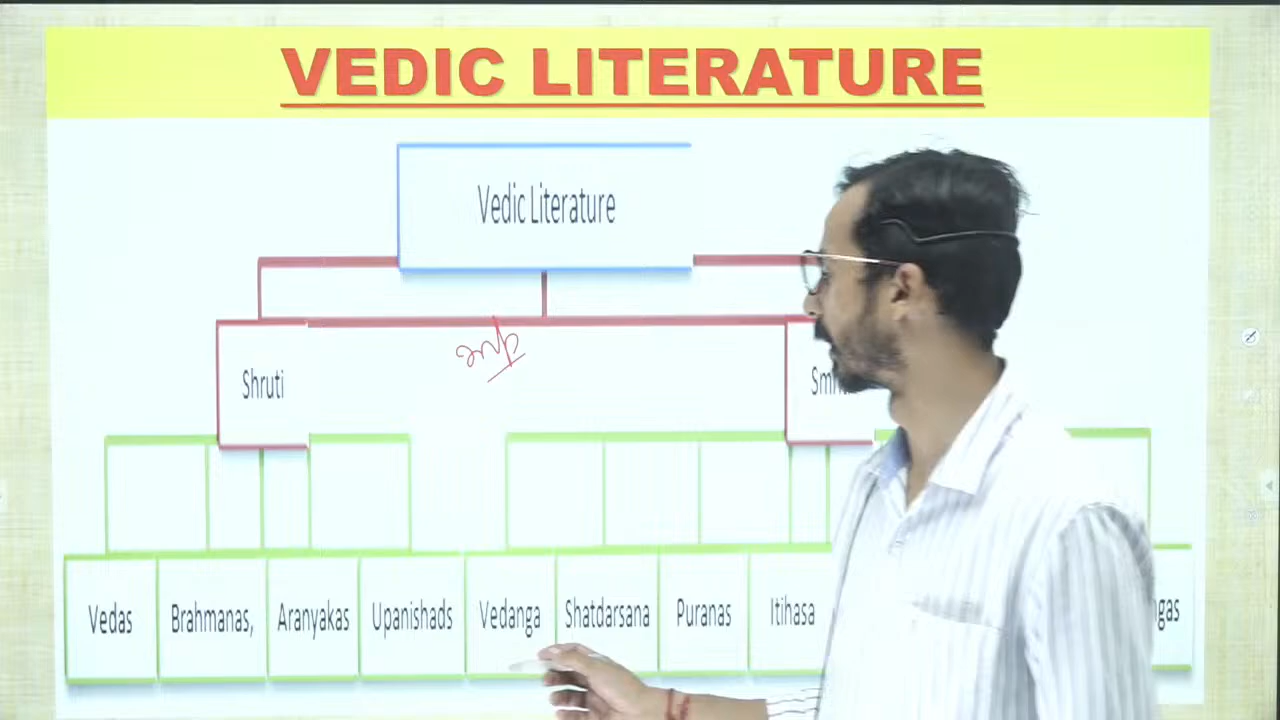 VEDIC LITERATURE
Vedic Literature
Shruti
Vedas
Brahmanas,
Aranyakas
Upanishads
Vedanga
Shatdarsana
Puranas
Itihasa